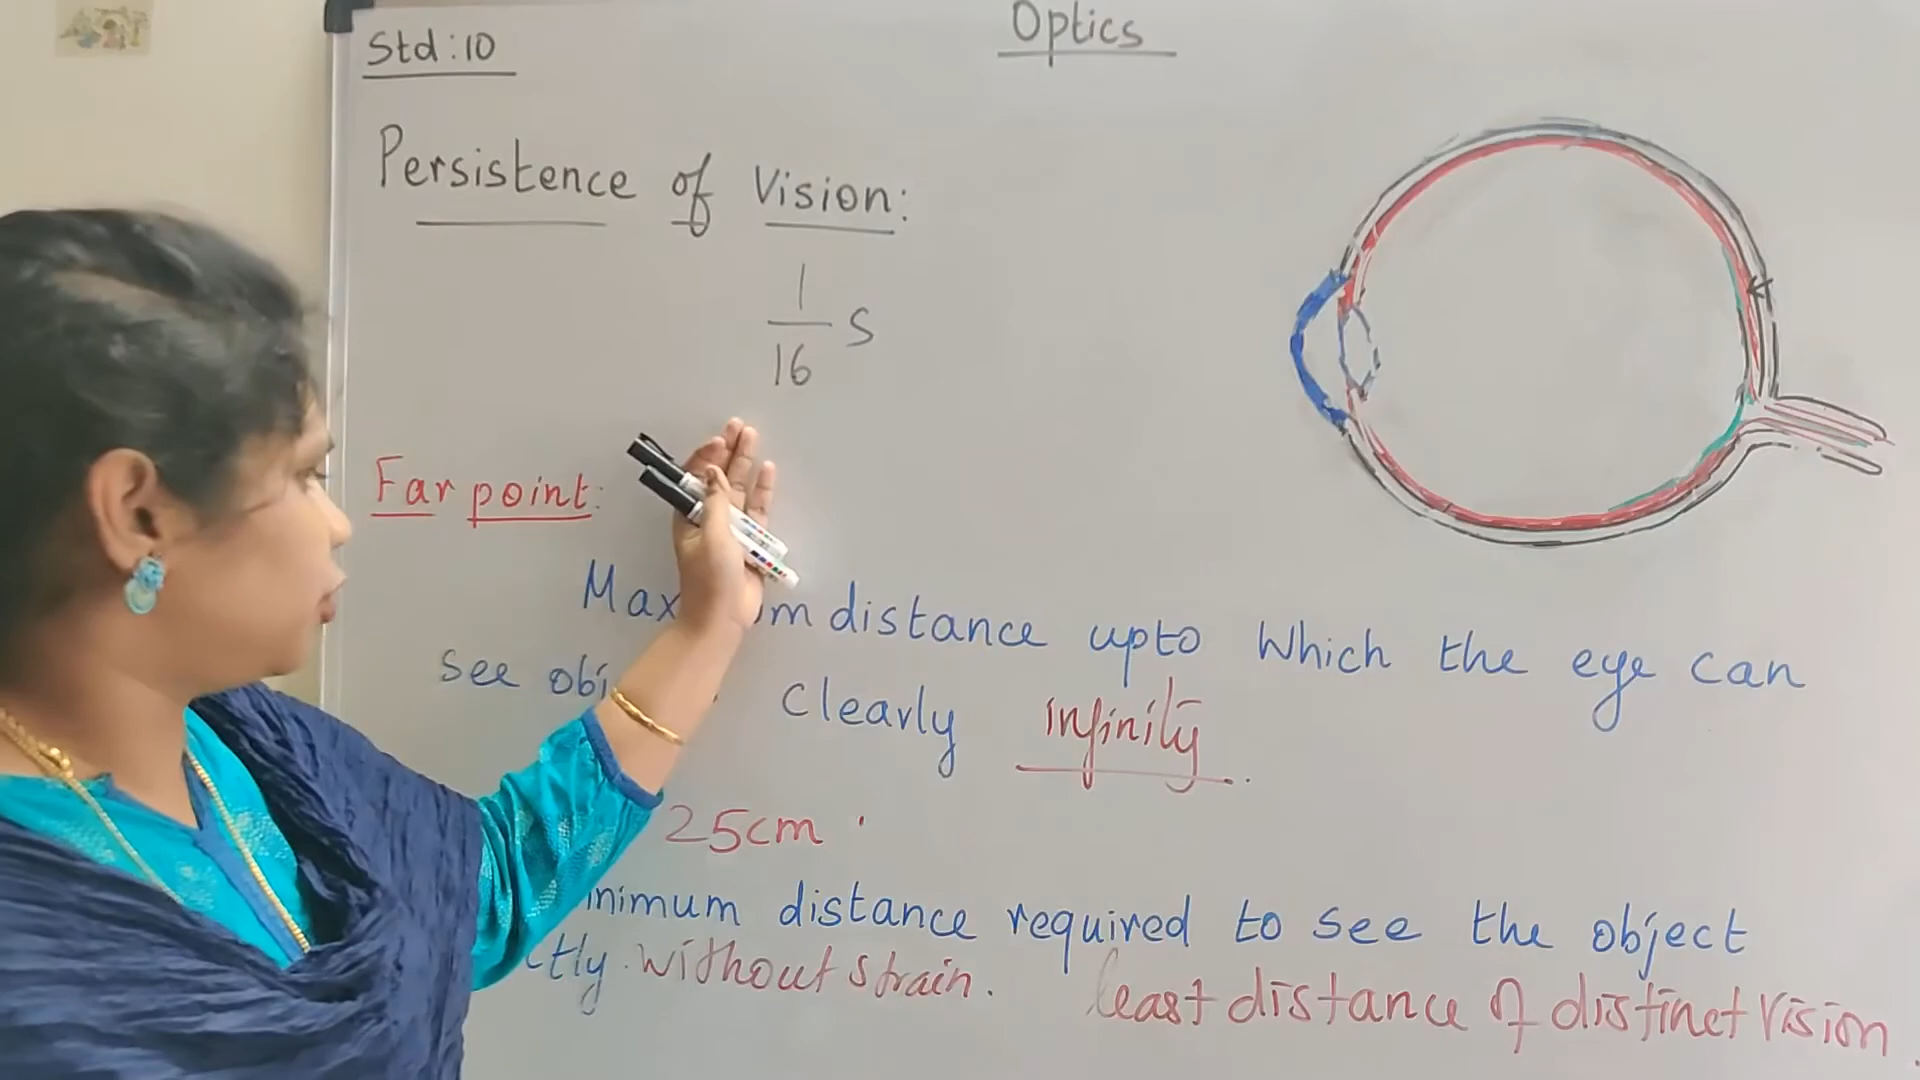 Std:10
Optics
Persistence of Vision:
1
16 s
Far point:
distance upto Which the eye can
See Clearly infinity.
25cm.
distance required to see the object
without strain. least distance of distinct vision.